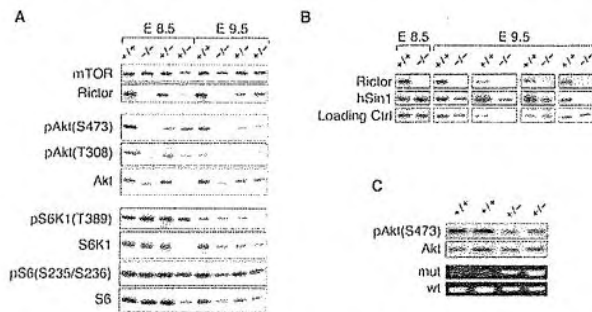 A
E 8.5 E 9.5
+/+ -/- +/- -/- +/+ -/- +/- +/-
mTOR
Rictor
pAkt(S473)
pAkt(T308)
Akt
pS6K1(T389)
S6K1
pS6(S235/S236)
S6
B
E 8.5 E 9.5
+/+ -/- +/+ -/- +/+ -/- +/+ -/- +/+ -/-
Rictor
hSin1
Loading Ctrl
C
+/+ +/+ +/- +/-
pAkt(S473)
Akt
mut
wt